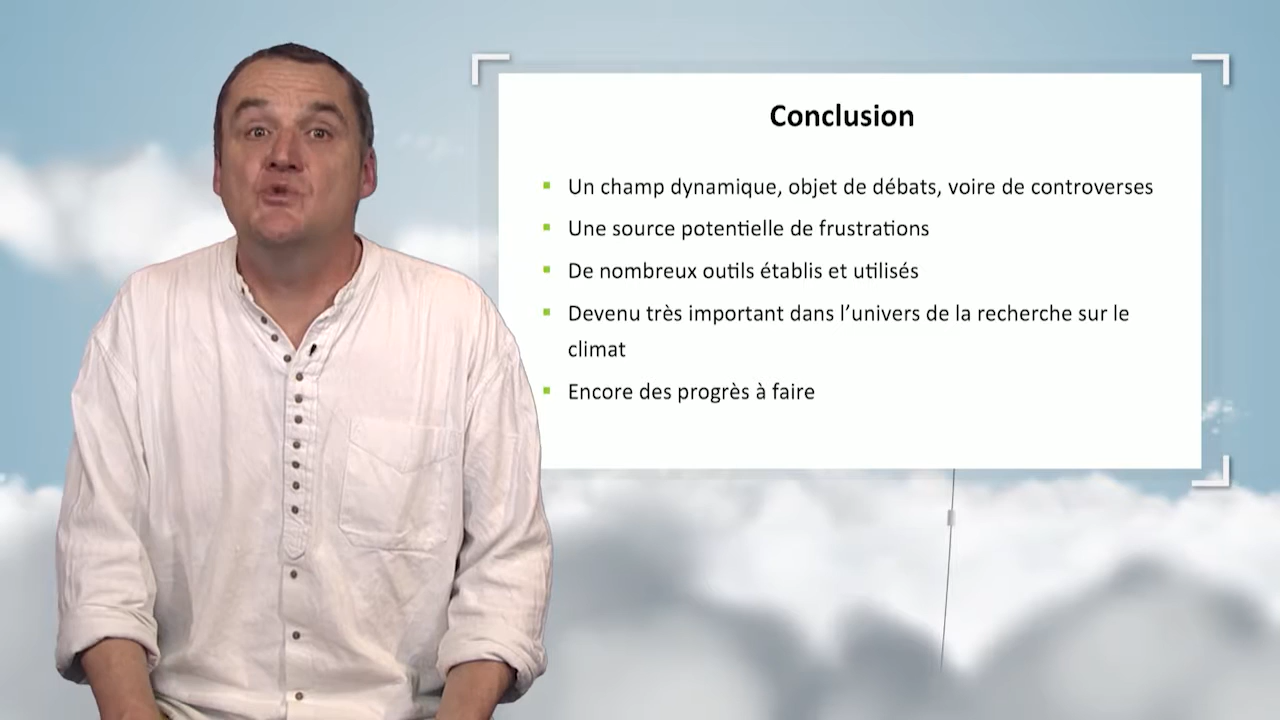 Conclusion
Un champ dynamique, objet de débats, voire de controverses
Une source potentielle de frustrations
De nombreux outils établis et utilisés
Devenu très important dans l’univers de la recherche sur le
climat
Encore des progrès à faire